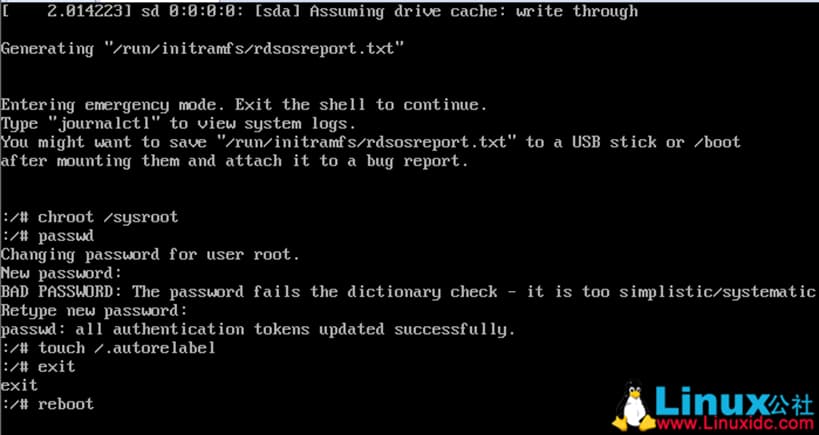 [    2.014223] sd 0:0:0:0: [sda] Assuming drive cache: write through
Generating "/run/initramfs/rdsosreport.txt"
Entering emergency mode. Exit the shell to continue.
Type "journalctl" to view system logs.
You might want to save "/run/initramfs/rdsosreport.txt" to a USB stick or /boot
after mounting them and attach it to a bug report.
:/# chroot /sysroot
:/# passwd
Changing password for user root.
New password:
BAD PASSWORD: The password fails the dictionary check - it is too simplistic/systematic
Retype new password:
passwd: all authentication tokens updated successfully.
:/# touch /.autorelabel
:/# exit
exit
:/# reboot
Linux公社
www.Linuxidc.com